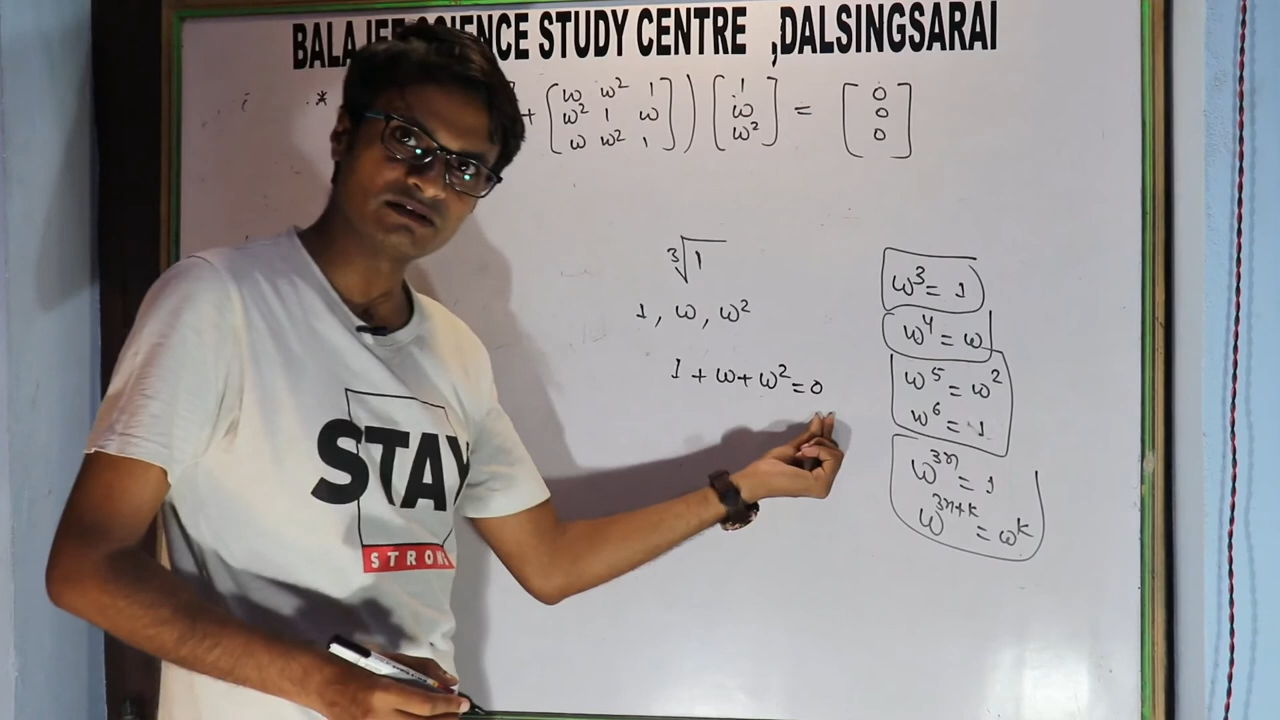 BALAJEE SCIENCE STUDY CENTRE ,DALSINGSARAI
* + [ω ω² 1
ω² 1 ω
ω ω² 1]) [1
ω
ω²] = [0
0
0]
∛1
1, ω, ω²
1 + ω + ω² = 0
ω³ = 1
ω⁴ = ω
ω⁵ = ω²
ω⁶ = 1
ω³ⁿ = 1
ω³ⁿ⁺ᵏ = ωᵏ
STAY
STRONG